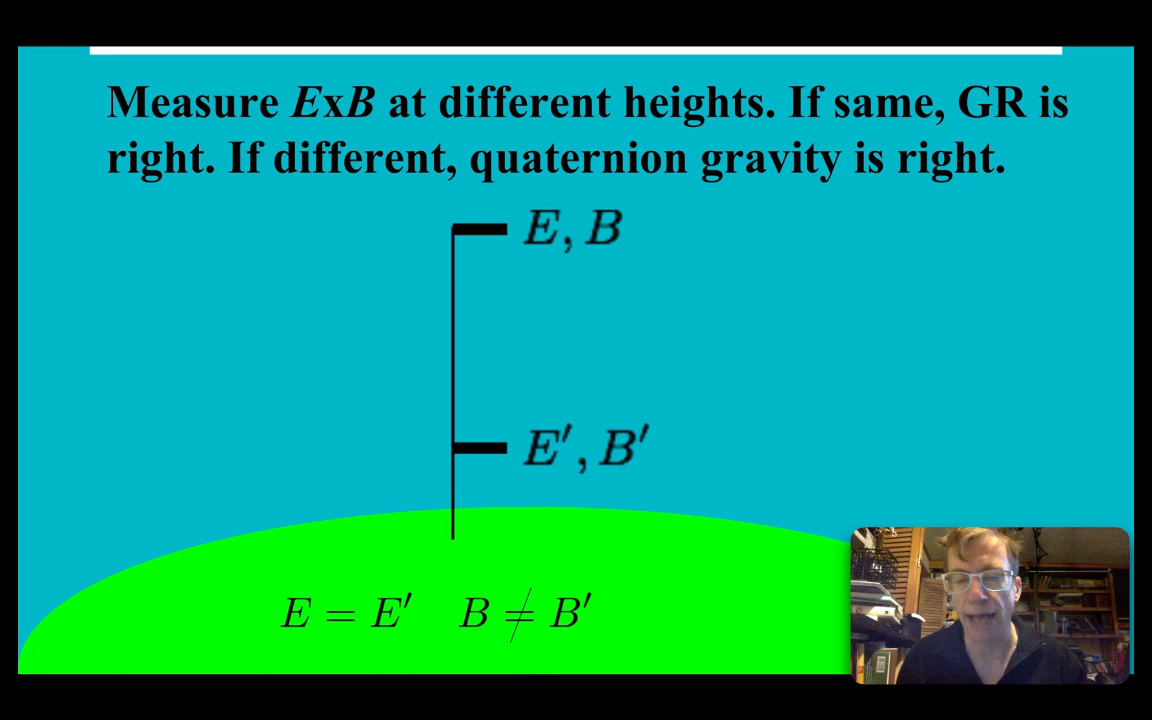 Measure ExB at different heights. If same, GR is
right. If different, quaternion gravity is right.
E, B
E′, B′
E = E′ B ≠ B′